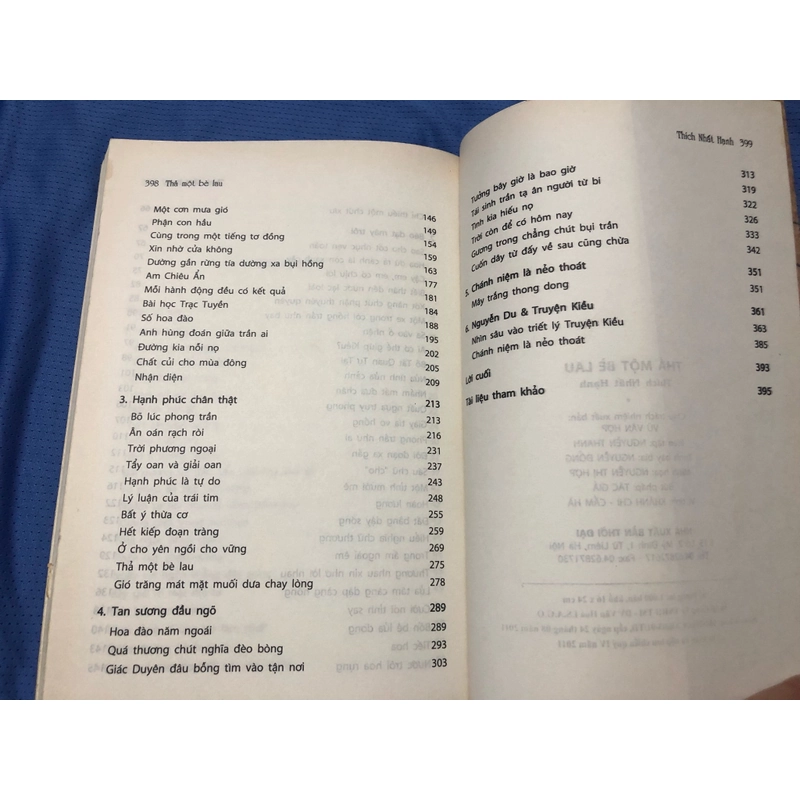 398 Thả một bè lau
Một cơn mưa gió 146
Phận con hầu 149
Cùng trong một tiếng tơ đồng 154
Xin nhờ cửa không 159
Dường gần rừng tía dường xa bụi hồng 163
Am Chiêu Ẩn 177
Mỗi hành động đều có kết quả 181
Bài học Trạc Tuyền 184
Số hoa đào 188
Anh hùng đoán giữa trần ai 195
Đường kia nỗi nọ 202
Chất củi cho mùa đông 205
Nhận diện 209
3. Hạnh phúc chân thật 213
Bõ lúc phong trần 213
Ân oán rạch ròi 216
Trời phương ngoại 231
Tẩy oan và giải oan 237
Hạnh phúc là tự do 243
Lý luận của trái tim 248
Bất ý thừa cơ 255
Hết kiếp đoạn tràng 259
Ở cho yên ngồi cho vững 269
Thả một bè lau 275
Gió trăng mát mặt muối dưa chay lòng 278
4. Tan sương đầu ngõ 289
Hoa đào năm ngoái 289
Quá thương chút nghĩa đèo bòng 293
Giác Duyên đâu bỗng tìm vào tận nơi 303
Thích Nhất Hạnh 399
Tưởng bây giờ là bao giờ 313
Tái sinh trần tạ ân người từ bi 319
Tình kia hiếu nọ 322
Trời còn để có hôm nay 326
Gương trong chẳng chút bụi trần 333
Cuốn dây từ đấy về sau cũng chừa 342
5. Chánh niệm là nẻo thoát 351
Mây trắng thong dong 351
6. Nguyễn Du & Truyện Kiều 361
Nhìn sâu vào triết lý Truyện Kiều 363
Chánh niệm là nẻo thoát 385
Lời cuối 393
Tài liệu tham khảo 395